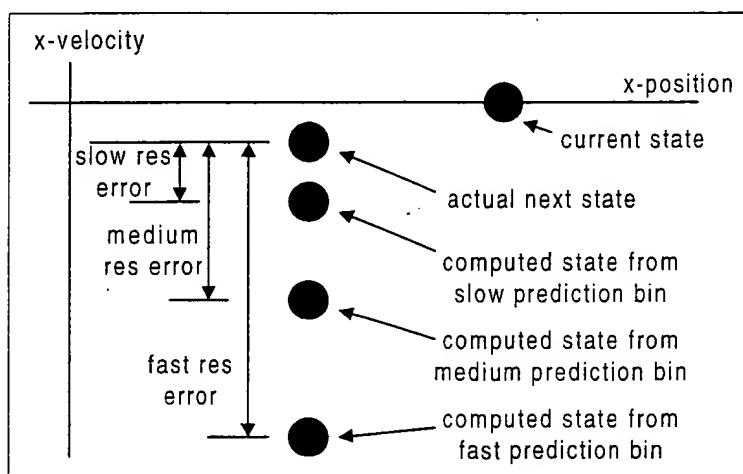 x-velocity
x-position
current state
slow res
error
actual next state
medium
res error
computed state from
slow prediction bin
computed state from
medium prediction bin
fast res
error
computed state from
fast prediction bin